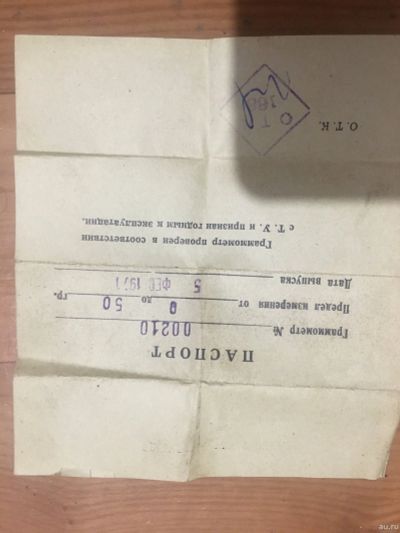 ПАСПОРТ
Граммометр № 00210
Предел измерения от 0 до 50 гр.
Дата выпуска 5 ФЕВ 1971
Граммометр проверен в соответствии
с Т. У. и признан годным к эксплуатации.
О.Т.К.
О Т
168
au.ru